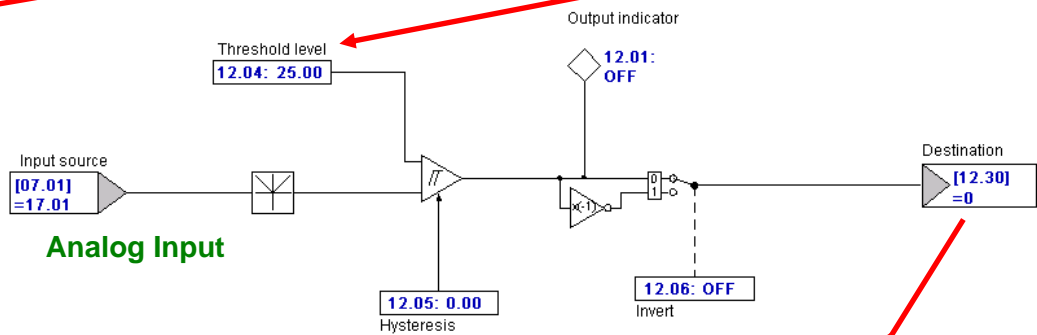 Output indicator
12.01:
OFF
Threshold level
12.04: 25.00
Input source
[07.01]
=17.01
Analog Input
x(-1)
0
1
Destination
[12.30]
=0
12.05: 0.00
Hysteresis
12.06: OFF
Invert